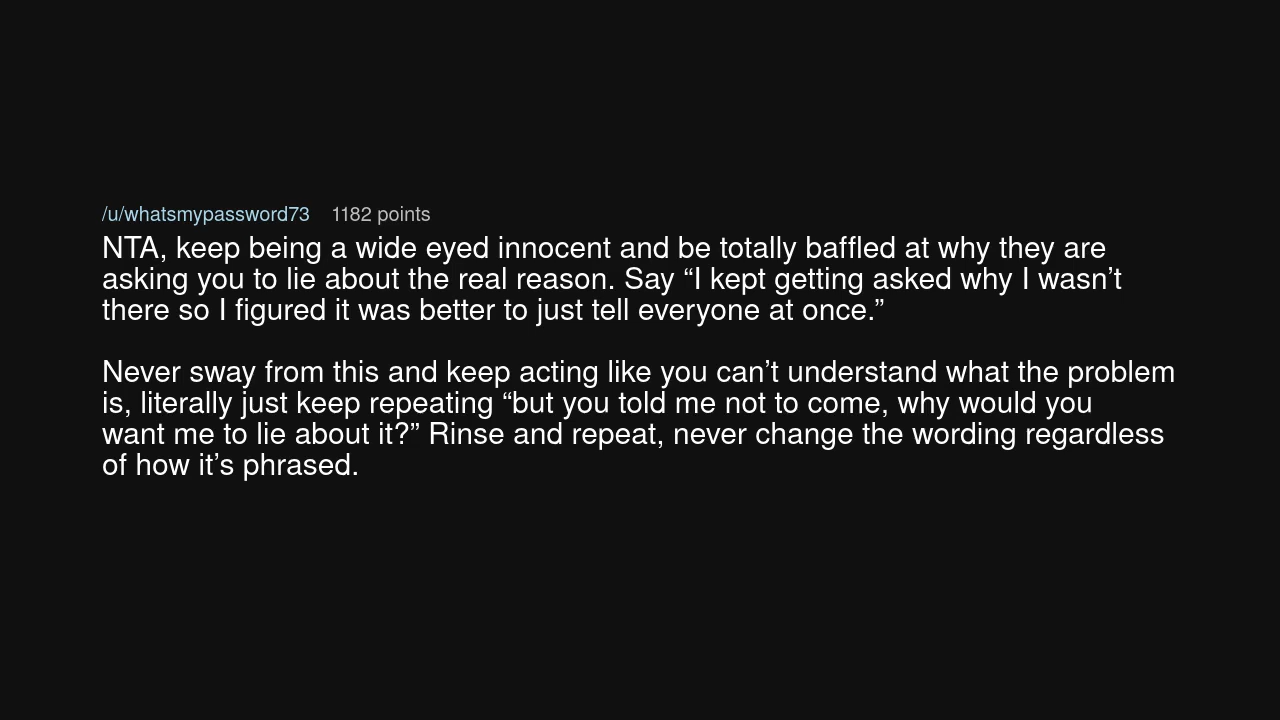 /u/whatsmypassword73 1182 points
NTA, keep being a wide eyed innocent and be totally baffled at why they are
asking you to lie about the real reason. Say “I kept getting asked why I wasn’t
there so I figured it was better to just tell everyone at once.”
Never sway from this and keep acting like you can’t understand what the problem
is, literally just keep repeating “but you told me not to come, why would you
want me to lie about it?” Rinse and repeat, never change the wording regardless
of how it’s phrased.